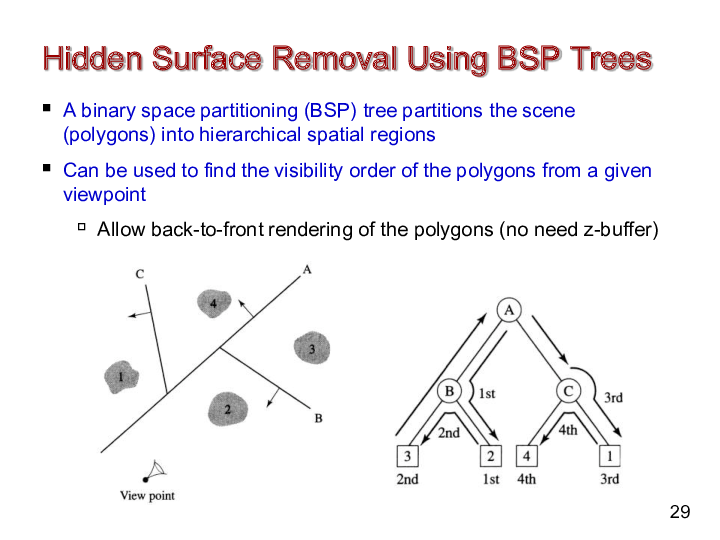 Hidden Surface Removal Using BSP Trees
A binary space partitioning (BSP) tree partitions the scene
(polygons) into hierarchical spatial regions
Can be used to find the visibility order of the polygons from a given
viewpoint
Allow back-to-front rendering of the polygons (no need z-buffer)
C
A
4
3
1
2
B
View point
A
B
1st
C
3rd
2nd
4th
3
2
4
1
2nd
1st
4th
3rd
29